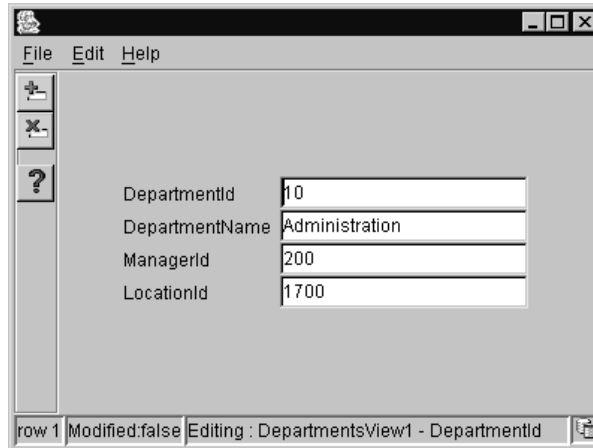 File Edit Help
DepartmentId 10
DepartmentName Administration
ManagerId 200
LocationId 1700
row 1 Modified:false Editing : DepartmentsView1 - DepartmentId